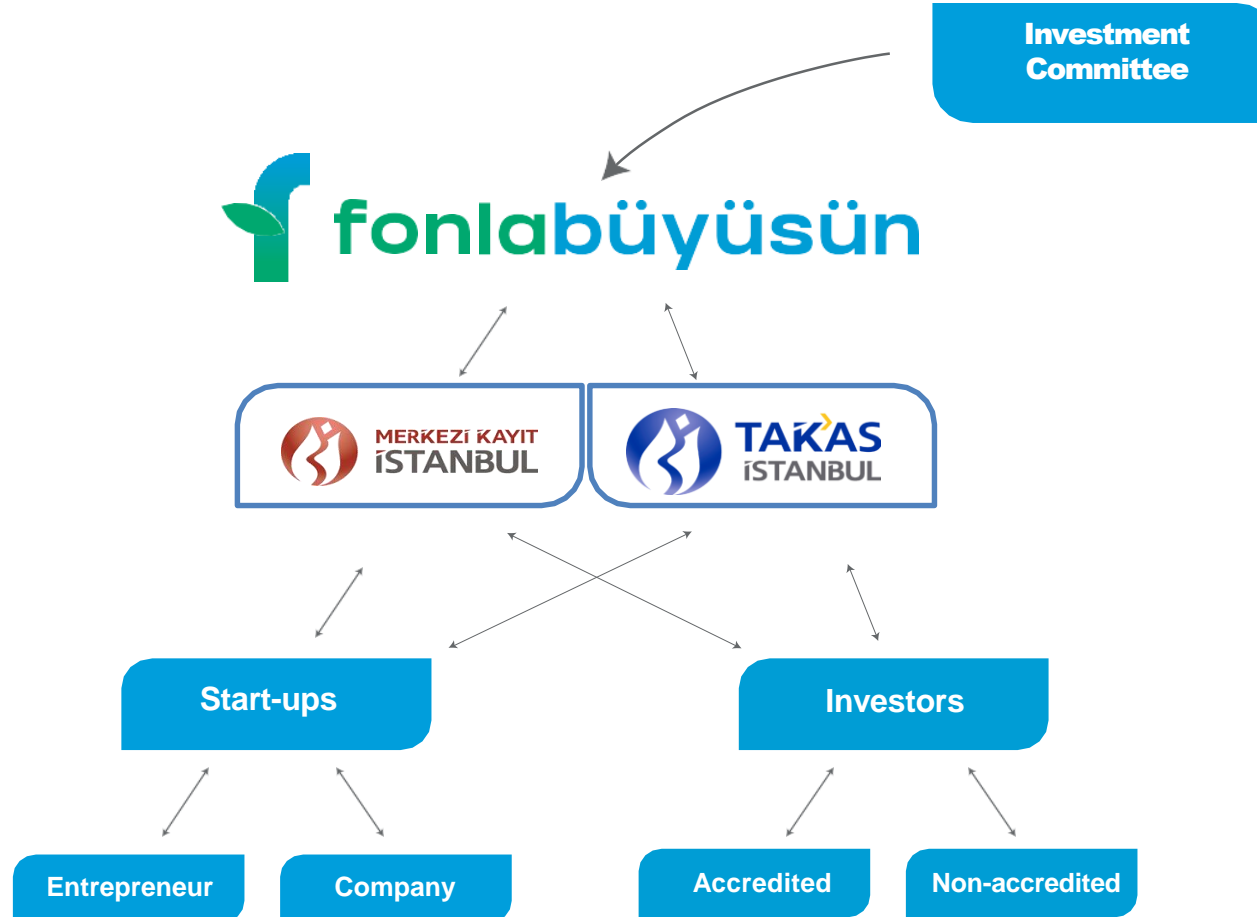 Investment
Committee
fonlabüyüsün
MERKEZİ KAYIT
İSTANBUL
TAKAS
İSTANBUL
Start-ups
Investors
Entrepreneur
Company
Accredited
Non-accredited